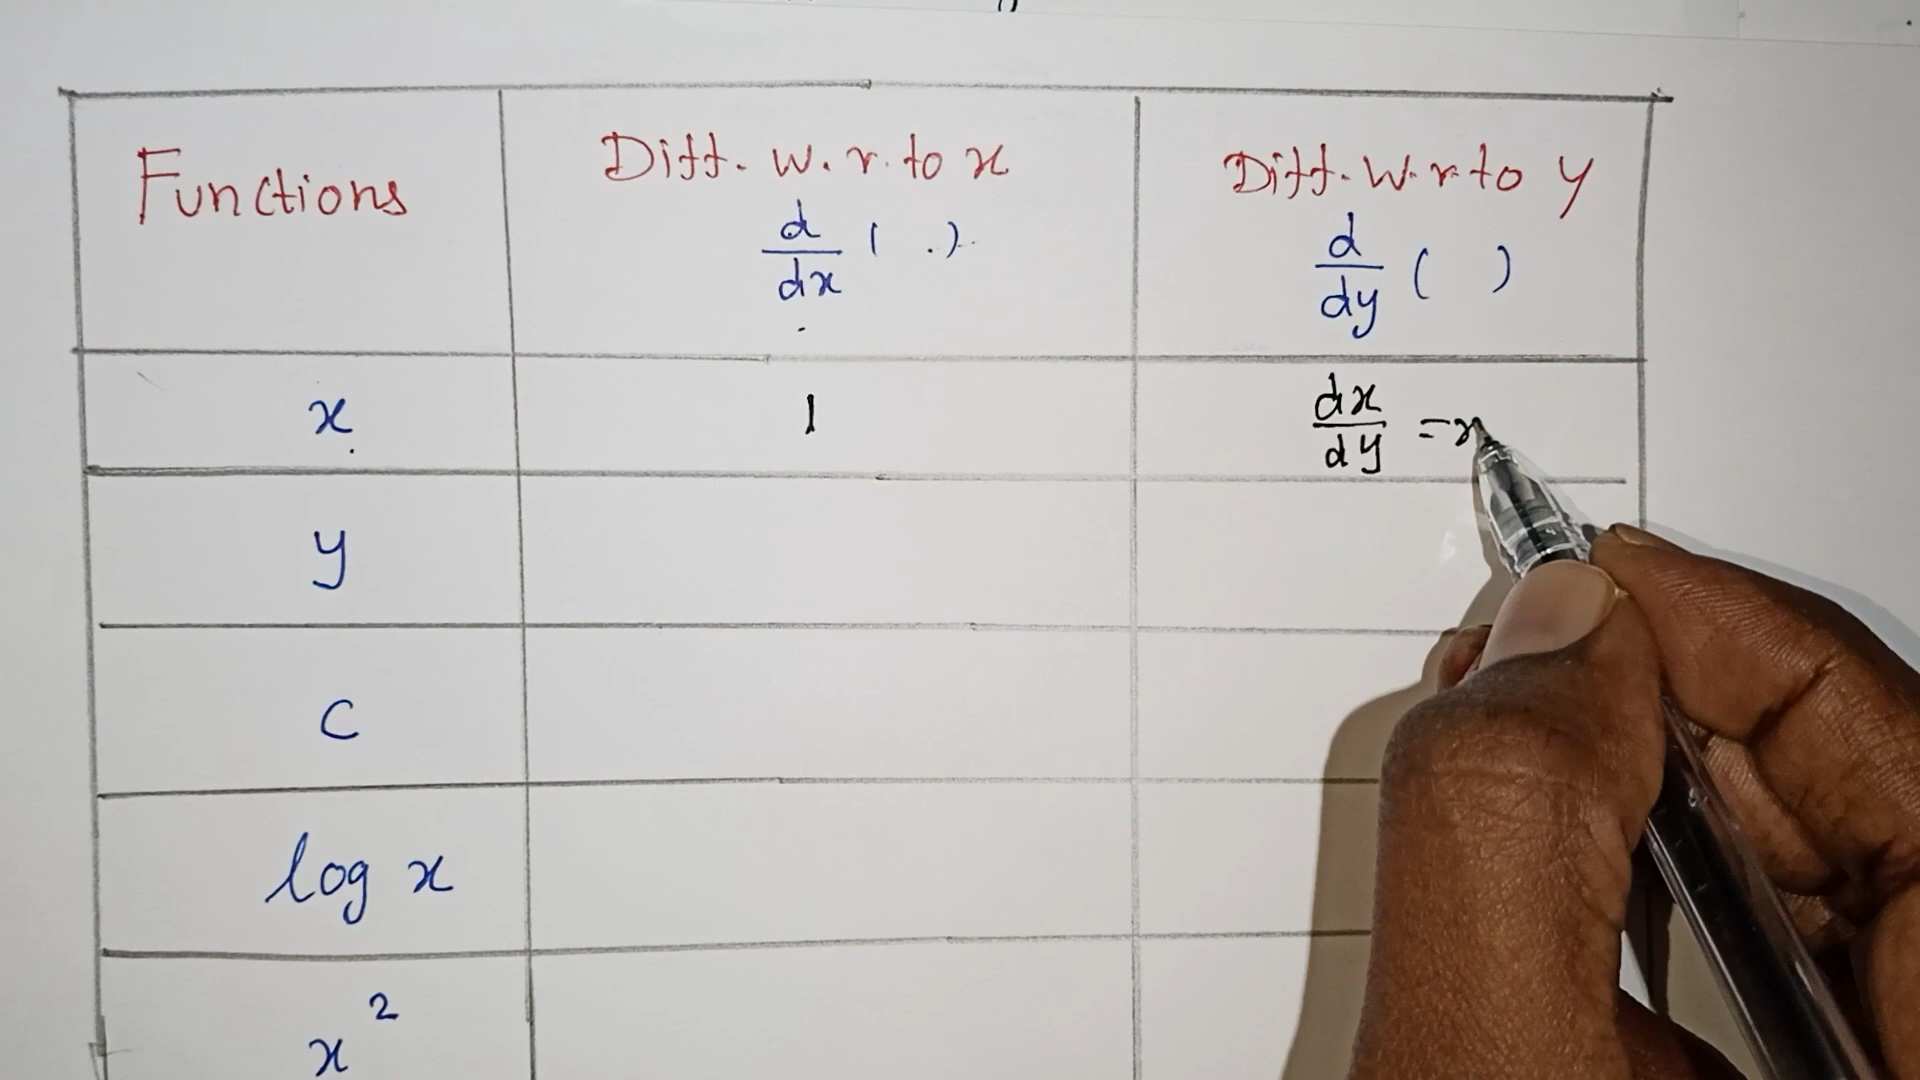 Functions
Diff. w.r.to x
d/dx ( .)
Diff. w.r.to y
d/dy ( )
x
1
dx/dy = x
y
c
log x
x²